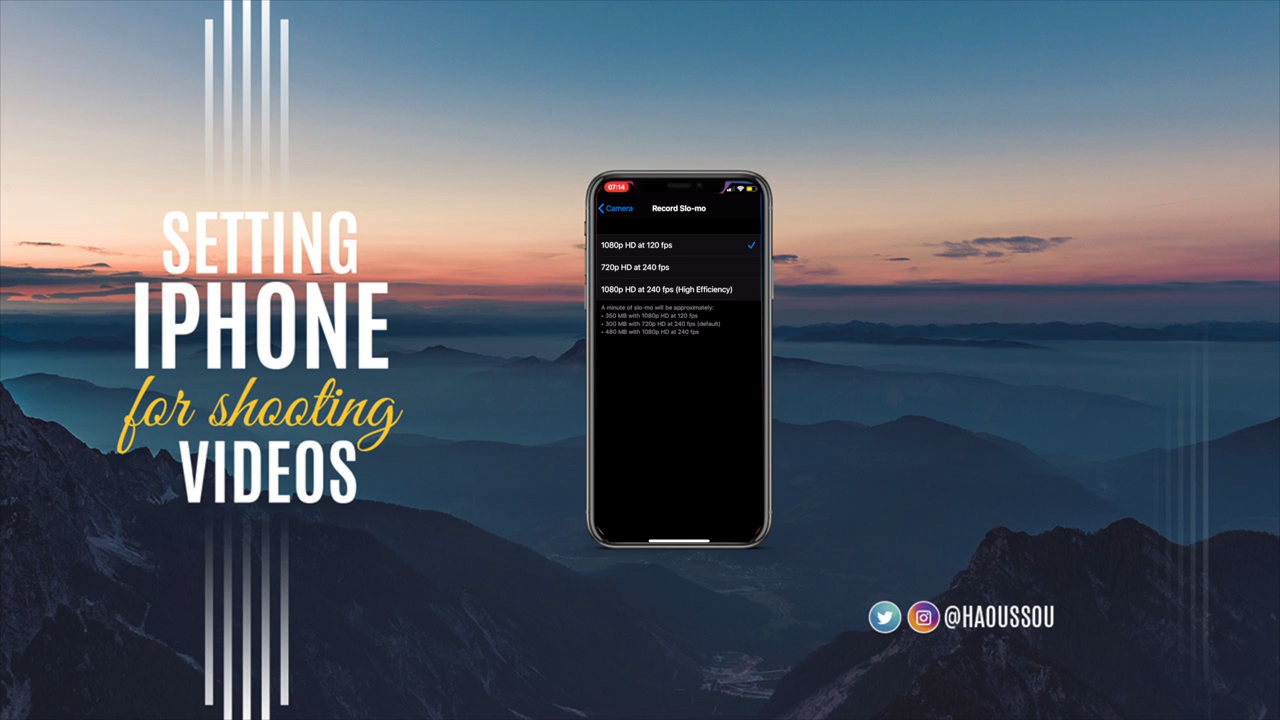 SETTING
IPHONE
for shooting
VIDEOS
07:14
Camera
Record Slo-mo
1080p HD at 120 fps
720p HD at 240 fps
1080p HD at 240 fps (High Efficiency)
A minute of slo-mo will be approximately:
• 350 MB with 1080p HD at 120 fps
• 300 MB with 720p HD at 240 fps (default)
• 480 MB with 1080p HD at 240 fps
@HAOUSSOU